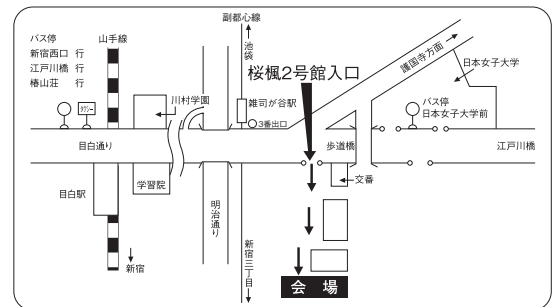 副都心線
池袋
バス停
新宿西口 行
江戸川橋 行
椿山荘 行
山手線
タクシー
川村学園
雑司が谷駅
3番出口
桜楓2号館入口
護国寺方面
日本女子大学
バス停
日本女子大学前
目白通り
歩道橋
江戸川橋
目白駅
学習院
明治通り
交番
新宿
新宿三丁目
会 場